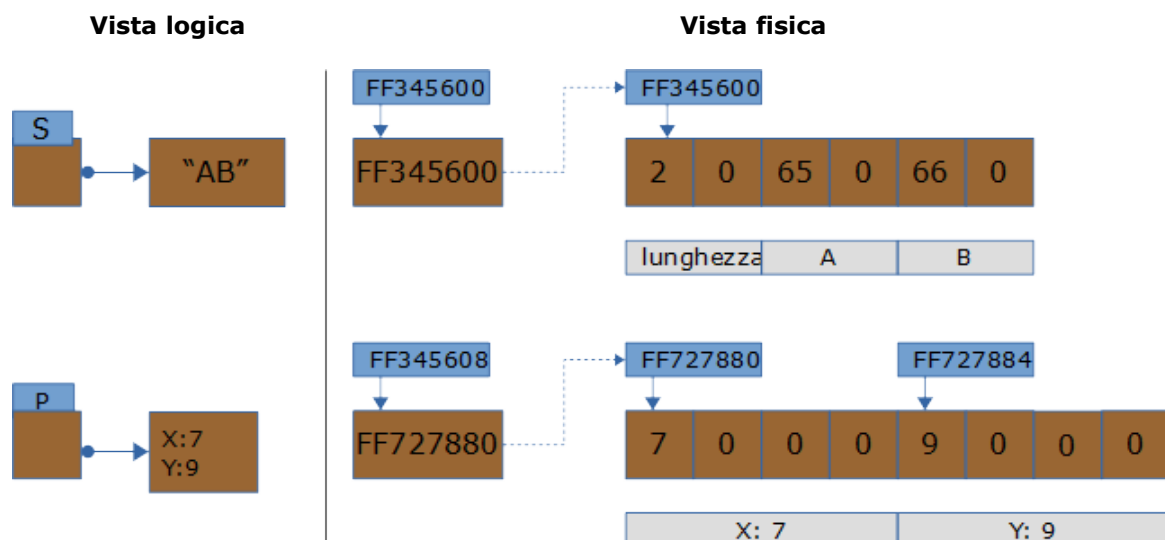 Vista logica Vista fisica
FF345600 FF345600
S
"AB" FF345600 2 0 65 0 66 0
lunghezza A B
FF345608 FF727880 FF727884
P
X:7
Y:9
FF727880 7 0 0 0 9 0 0 0
X: 7 Y: 9